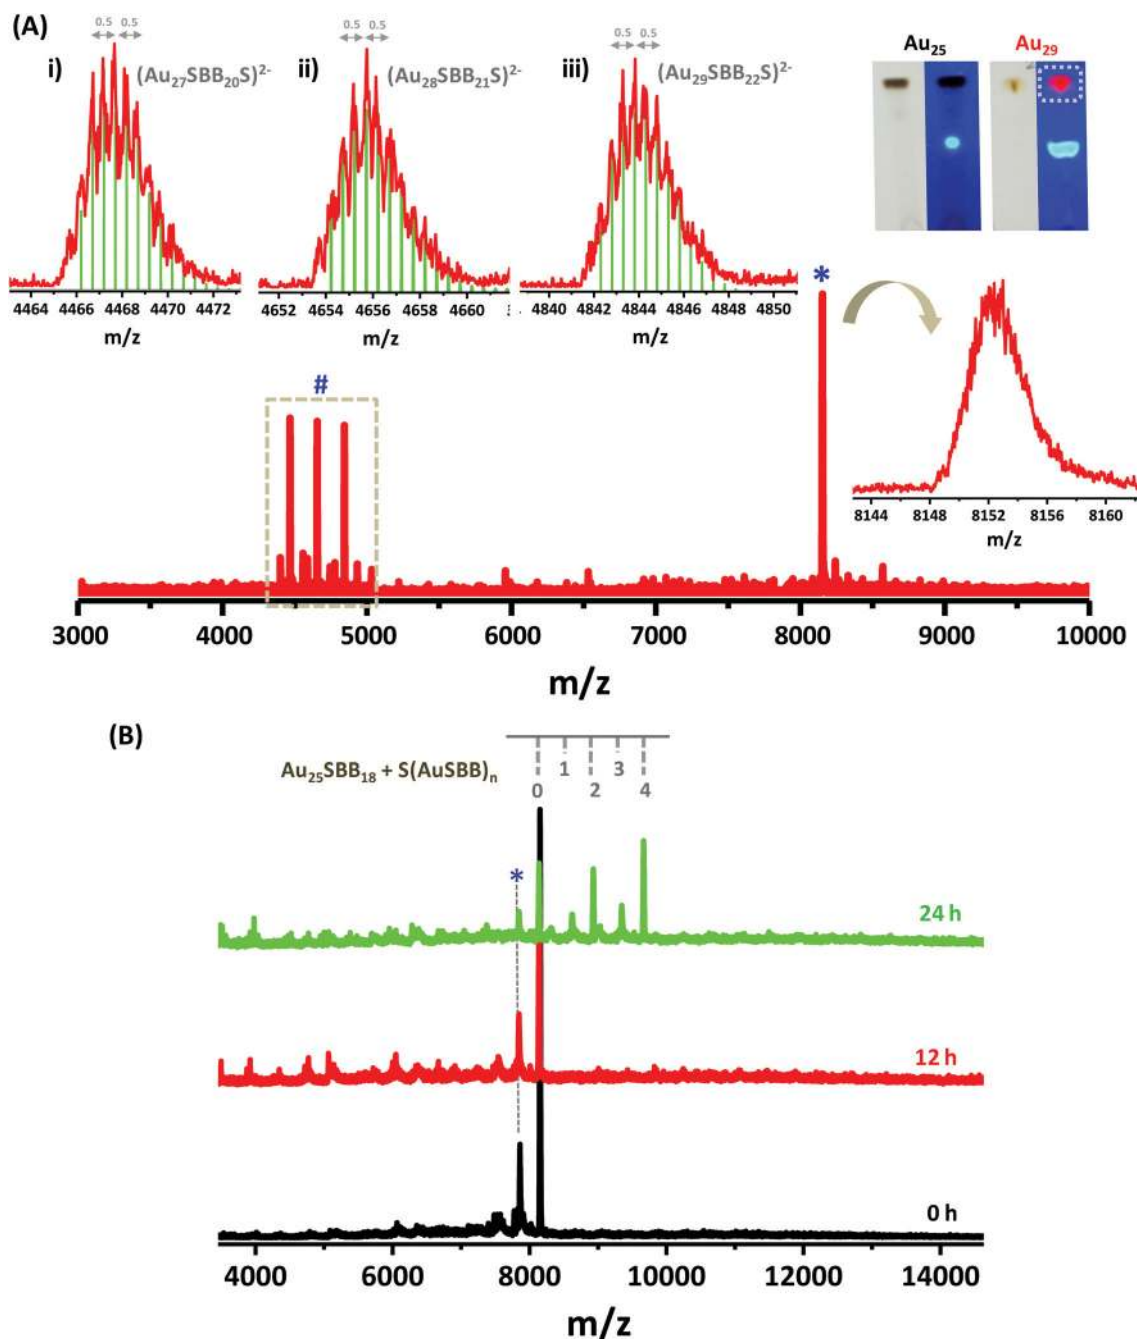 (A)
0.5 0.5
i)
(Au₂₇SBB₂₀S)²⁻
4464 4466 4468 4470 4472
m/z
0.5 0.5
ii)
(Au₂₈SBB₂₁S)²⁻
4652 4654 4656 4658 4660
m/z
0.5 0.5
iii)
(Au₂₉SBB₂₂S)²⁻
4840 4842 4844 4846 4848 4850
m/z
Au₂₅ Au₂₉
*
8144 8148 8152 8156 8160
m/z
#
3000 4000 5000 6000 7000 8000 9000 10000
m/z
(B)
Au₂₅SBB₁₈ + S(AuSBB)ₙ
0 1 2 3 4
*
24 h
12 h
0 h
4000 6000 8000 10000 12000 14000
m/z